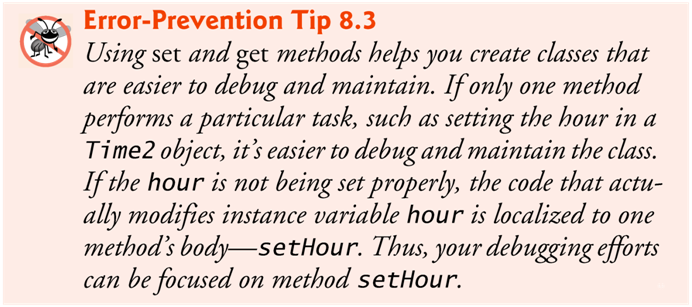 Error-Prevention Tip 8.3
Using set and get methods helps you create classes that
are easier to debug and maintain. If only one method
performs a particular task, such as setting the hour in a
Time2 object, it’s easier to debug and maintain the class.
If the hour is not being set properly, the code that actu-
ally modifies instance variable hour is localized to one
method’s body—setHour. Thus, your debugging efforts
can be focused on method setHour.